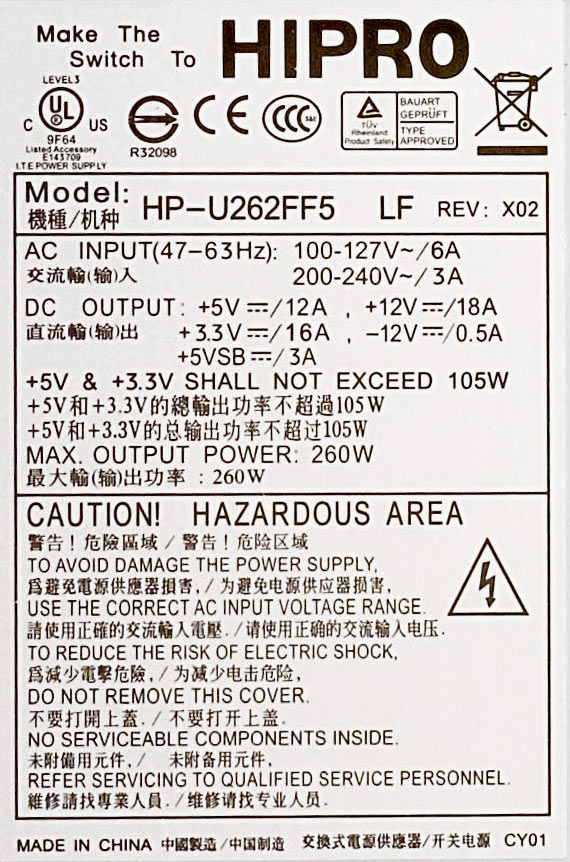 Make The
Switch To HIPRO
LEVEL3
C UL US
9F64
Listed Accessory
E143709
I.T.E POWER SUPPLY
R32098
CE
CCC S&E
TÜV
Rheinland
Product Safety
BAUART
GEPRÜFT
TYPE
APPROVED
Model: HP-U262FF5 LF REV: X02
機種/机种
AC INPUT(47-63Hz): 100-127V~/6A
交流輸(输)入 200-240V~/3A
DC OUTPUT: +5V⎓/12A , +12V⎓/18A
直流輸(输)出 +3.3V⎓/16A , -12V⎓/0.5A
+5VSB⎓/3A
+5V & +3.3V SHALL NOT EXCEED 105W
+5V和+3.3V的總輸出功率不超過105W
+5V和+3.3V的总输出功率不超过105W
MAX. OUTPUT POWER: 260W
最大輸(输)出功率 : 260W
CAUTION! HAZARDOUS AREA
警告!危險區域 / 警告!危险区域
TO AVOID DAMAGE THE POWER SUPPLY,
爲避免電源供應器損害, / 为避免电源供应器损害,
USE THE CORRECT AC INPUT VOLTAGE RANGE.
請使用正確的交流輸入電壓. / 请使用正确的交流输入电压.
TO REDUCE THE RISK OF ELECTRIC SHOCK,
爲減少電擊危險, / 为减少电击危险,
DO NOT REMOVE THIS COVER.
不要打開上蓋. / 不要打开上盖.
NO SERVICEABLE COMPONENTS INSIDE.
未附備用元件, / 未附备用元件,
REFER SERVICING TO QUALIFIED SERVICE PERSONNEL.
維修請找專業人員. / 维修请找专业人员.
MADE IN CHINA 中國製造/中国制造 交換式電源供應器/开关电源 CY01